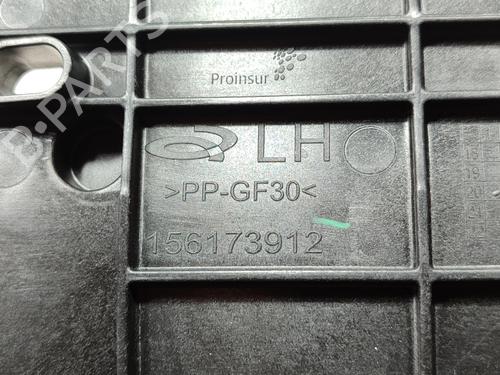 Proinsur
LH
>PP-GF30<
156173912
B-PARTS